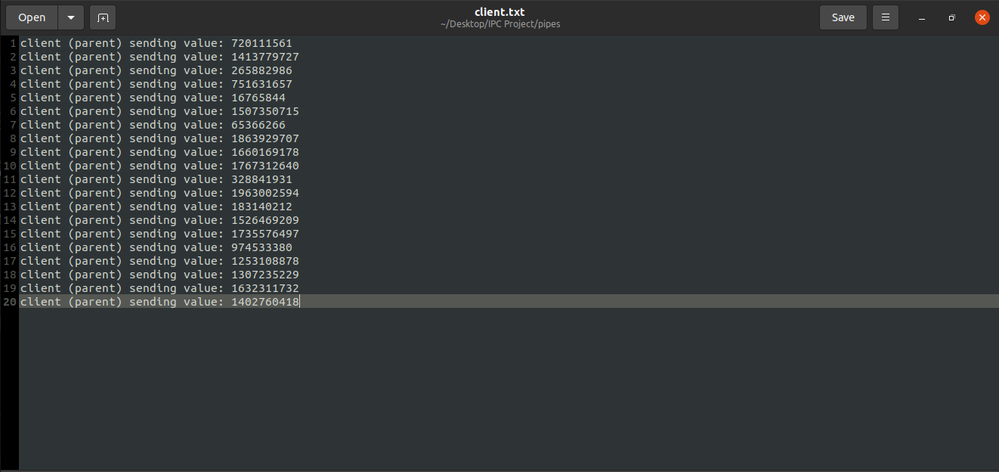 Open
client.txt
~/Desktop/IPC Project/pipes
Save
1 client (parent) sending value: 720111561
2 client (parent) sending value: 1413779727
3 client (parent) sending value: 265882986
4 client (parent) sending value: 751631657
5 client (parent) sending value: 16765844
6 client (parent) sending value: 1507350715
7 client (parent) sending value: 65366266
8 client (parent) sending value: 1863929707
9 client (parent) sending value: 1660169178
10 client (parent) sending value: 1767312640
11 client (parent) sending value: 328841931
12 client (parent) sending value: 1963002594
13 client (parent) sending value: 183140212
14 client (parent) sending value: 1526469209
15 client (parent) sending value: 1735576497
16 client (parent) sending value: 974533380
17 client (parent) sending value: 1253108878
18 client (parent) sending value: 1307235229
19 client (parent) sending value: 1632311732
20 client (parent) sending value: 1402760418